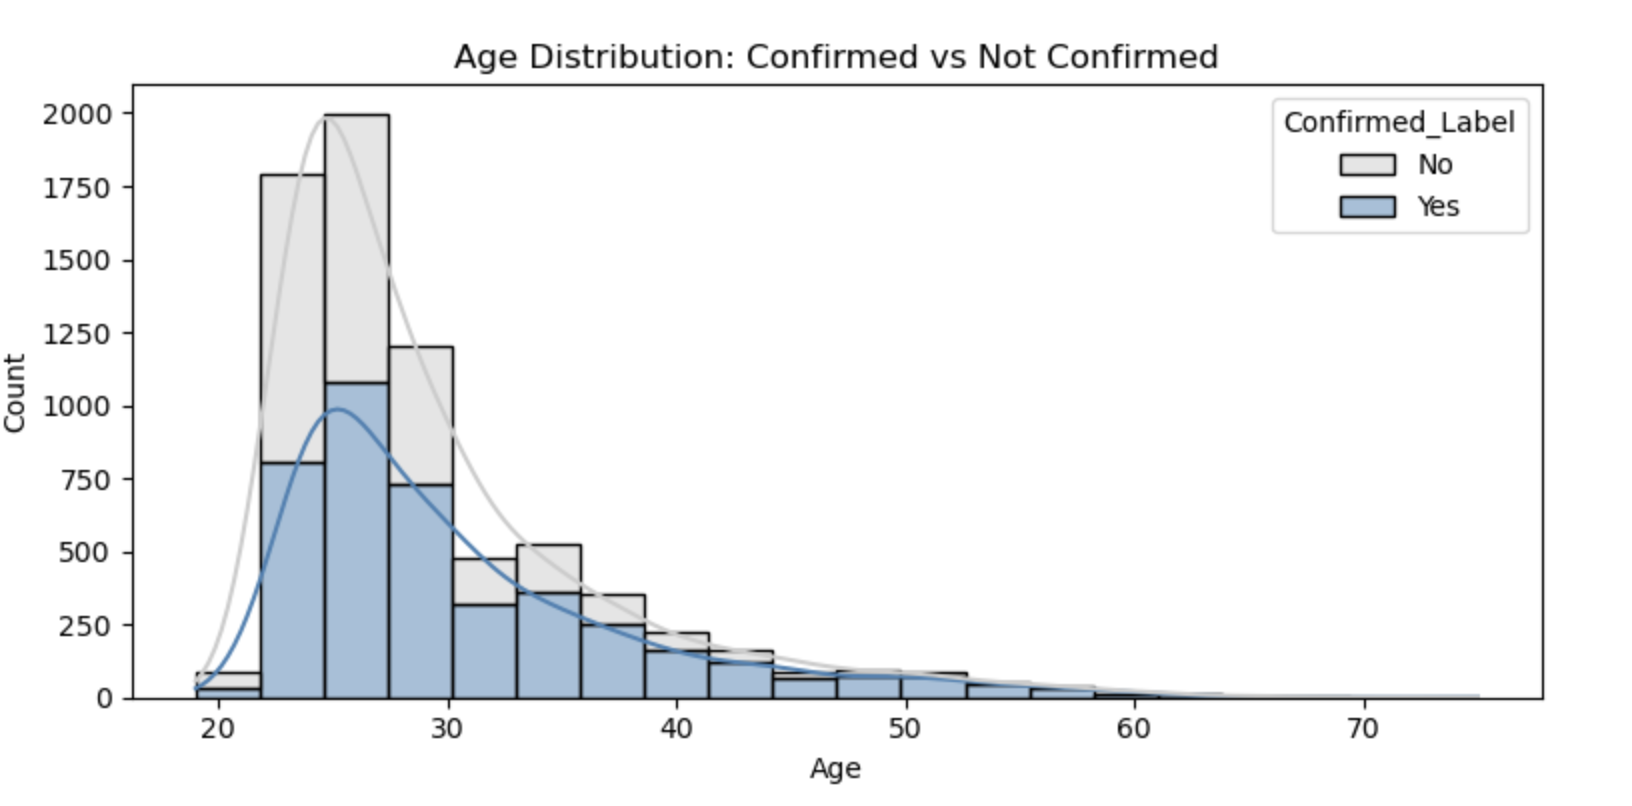 Age Distribution: Confirmed vs Not Confirmed
Confirmed_Label
No
Yes
2000
1750
1500
1250
1000
750
500
250
0
Count
20 30 40 50 60 70
Age